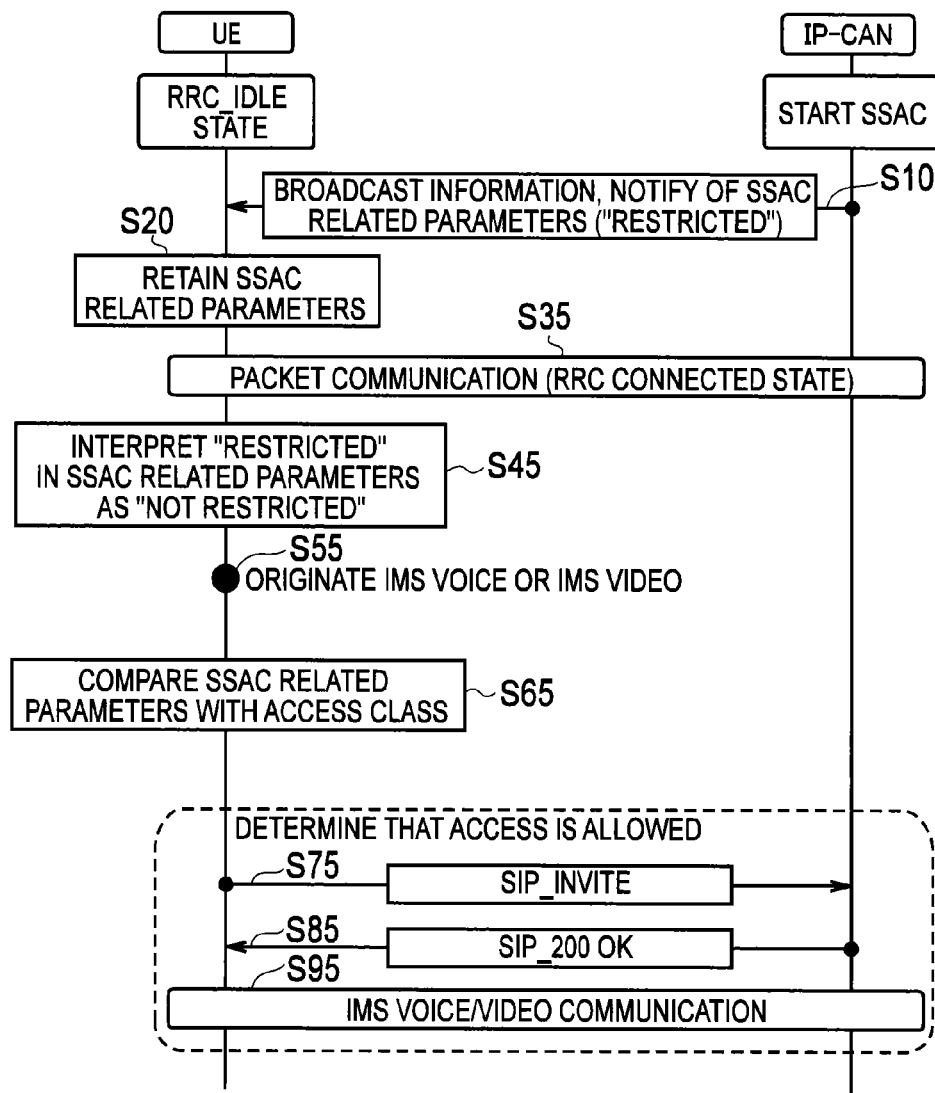 UE
IP-CAN
RRC_IDLE
STATE
START SSAC
S10
BROADCAST INFORMATION, NOTIFY OF SSAC
RELATED PARAMETERS ("RESTRICTED")
S20
RETAIN SSAC
RELATED PARAMETERS
S35
PACKET COMMUNICATION (RRC CONNECTED STATE)
INTERPRET "RESTRICTED"
IN SSAC RELATED PARAMETERS
AS "NOT RESTRICTED"
S45
S55
ORIGINATE IMS VOICE OR IMS VIDEO
COMPARE SSAC RELATED
PARAMETERS WITH ACCESS CLASS
S65
DETERMINE THAT ACCESS IS ALLOWED
S75
SIP_INVITE
S85
SIP_200 OK
S95
IMS VOICE/VIDEO COMMUNICATION